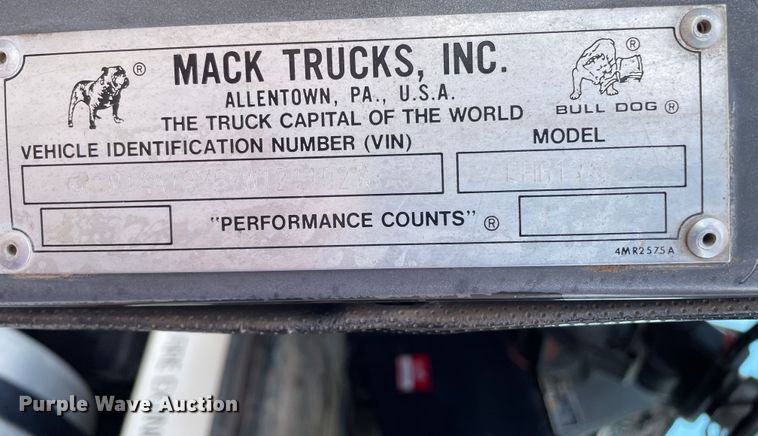 MACK TRUCKS, INC.
ALLENTOWN, PA., U.S.A.
THE TRUCK CAPITAL OF THE WORLD
® ®
BULL DOG ®
VEHICLE IDENTIFICATION NUMBER (VIN) MODEL
"PERFORMANCE COUNTS" ®
4MR2575A
Purple Wave Auction